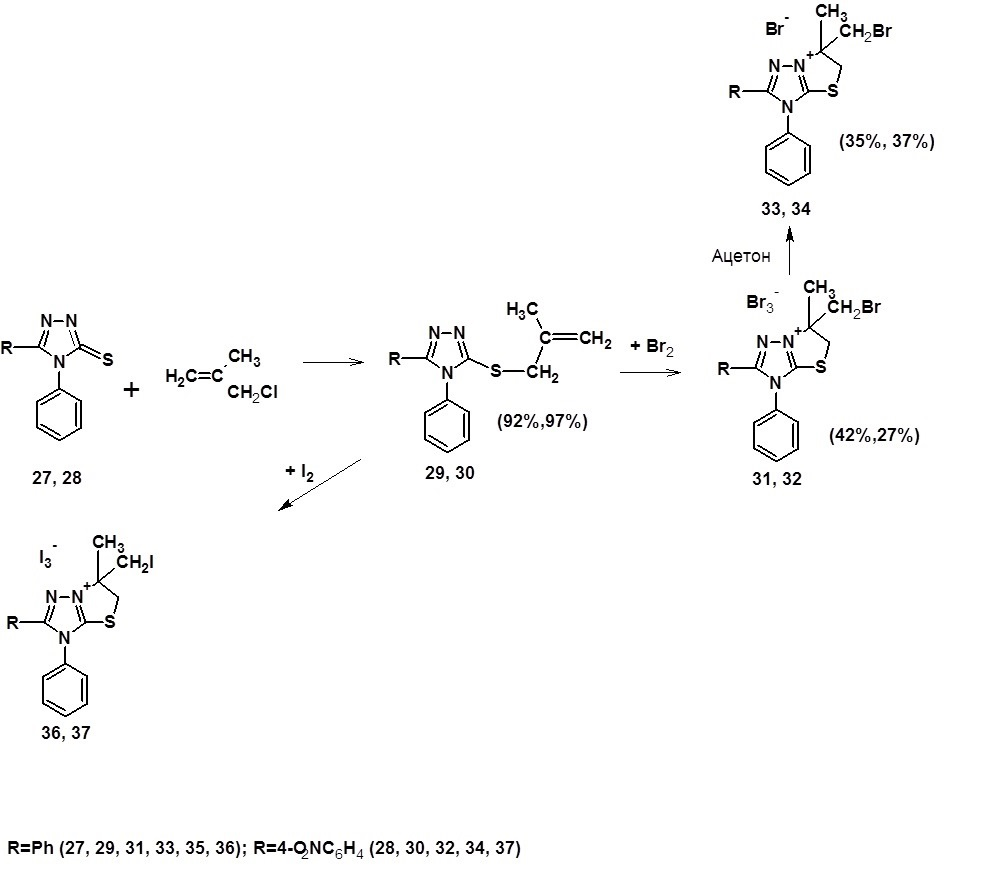 Br-
CH3
CH2Br
N N+
R
N
S
(35%, 37%)
33, 34
Ацетон
Br3-
CH3
CH2Br
N N+
R
N
S
(42%,27%)
31, 32
N N
R
N
S
27, 28
+
H2C
C
CH3
CH2Cl
H3C
C
CH2
N N
R
N
S
CH2
(92%,97%)
29, 30
+ Br2
+ I2
I3-
CH3
CH2I
N N+
R
N
S
36, 37
R=Ph (27, 29, 31, 33, 35, 36); R=4-O2NC6H4 (28, 30, 32, 34, 37)